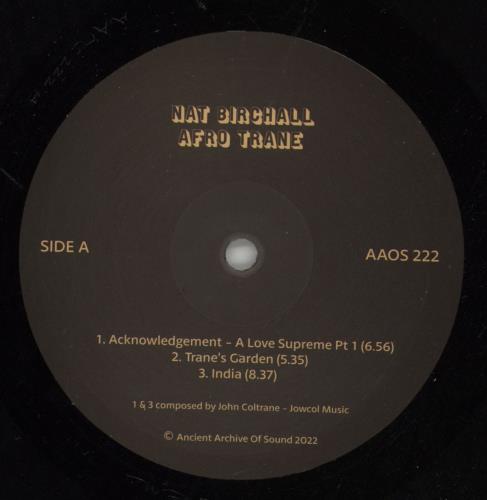 NAT BIRCHALL
AFRO TRANE
SIDE A
AAOS 222
1. Acknowledgement – A Love Supreme Pt 1 (6.56)
2. Trane's Garden (5.35)
3. India (8.37)
1 & 3 composed by John Coltrane – Jowcol Music
© Ancient Archive Of Sound 2022